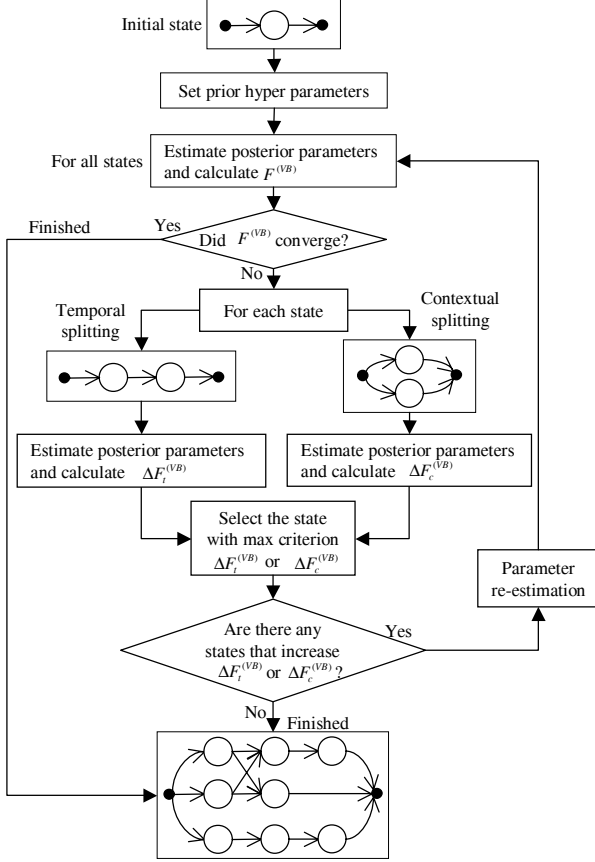 Initial state
Set prior hyper parameters
For all states
Estimate posterior parameters
and calculate F^(VB)
Finished
Yes
Did F^(VB) converge?
No
For each state
Temporal
splitting
Contextual
splitting
Estimate posterior parameters
and calculate ΔF_t^(VB)
Estimate posterior parameters
and calculate ΔF_c^(VB)
Select the state
with max criterion
ΔF_t^(VB) or ΔF_c^(VB)
Parameter
re-estimation
Are there any
states that increase
ΔF_t^(VB) or ΔF_c^(VB) ?
Yes
No
Finished